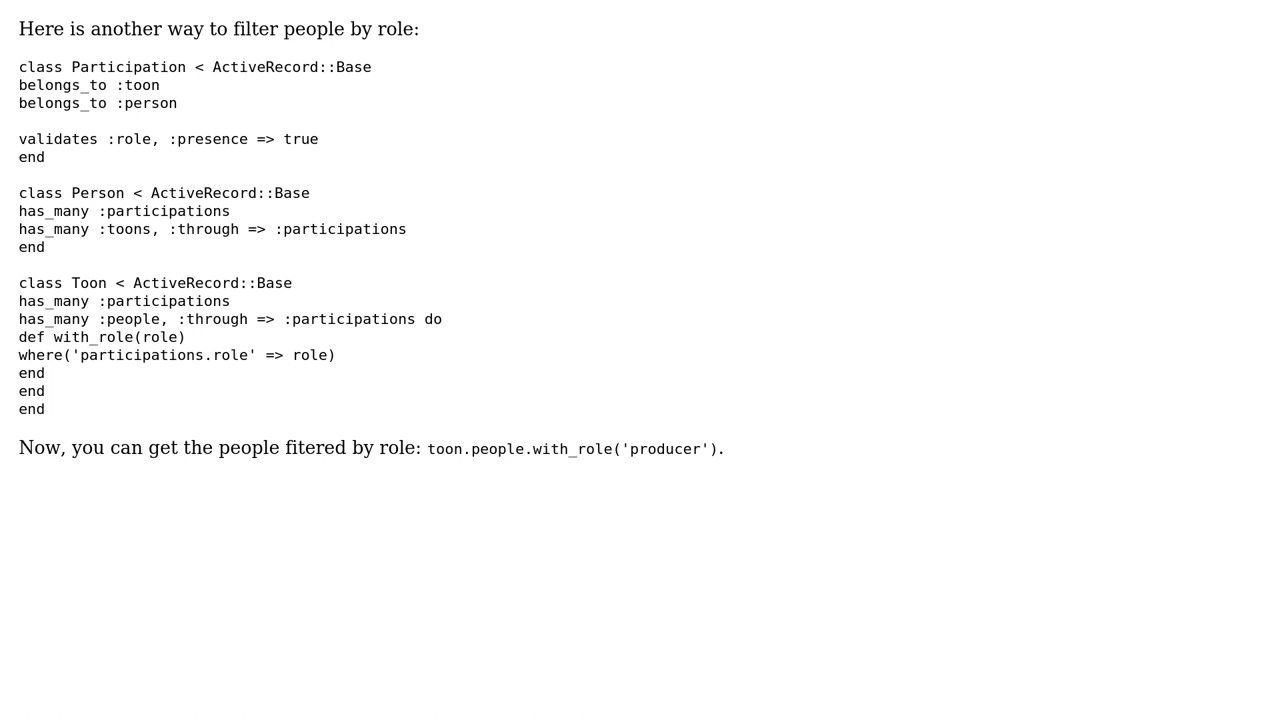 Here is another way to filter people by role:
class Participation < ActiveRecord::Base
belongs_to :toon
belongs_to :person
validates :role, :presence => true
end
class Person < ActiveRecord::Base
has_many :participations
has_many :toons, :through => :participations
end
class Toon < ActiveRecord::Base
has_many :participations
has_many :people, :through => :participations do
def with_role(role)
where('participations.role' => role)
end
end
end
Now, you can get the people fitered by role: toon.people.with_role('producer').